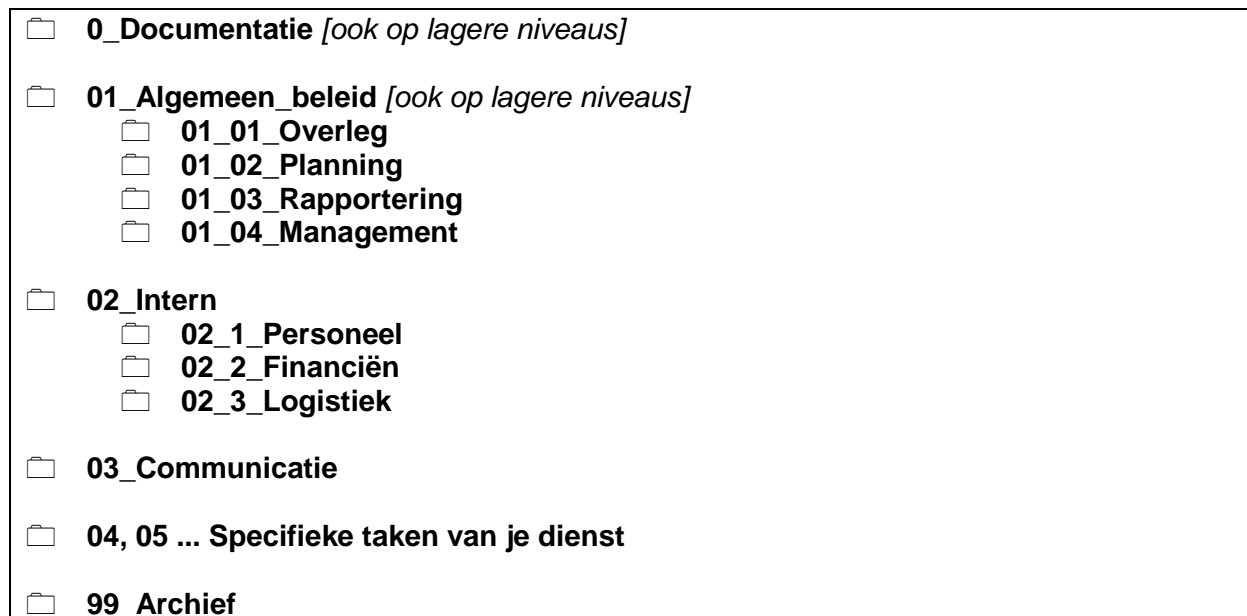 0_Documentatie [ook op lagere niveaus]
01_Algemeen_beleid [ook op lagere niveaus]
01_01_Overleg
01_02_Planning
01_03_Rapportering
01_04_Management
02_Intern
02_1_Personeel
02_2_Financiën
02_3_Logistiek
03_Communicatie
04, 05 ... Specifieke taken van je dienst
99_Archief